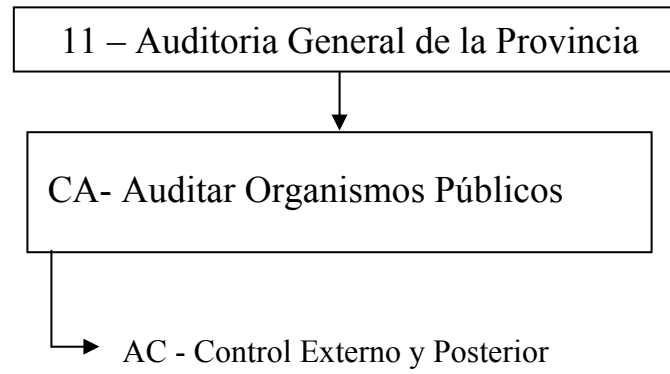 11 – Auditoria General de la Provincia
CA- Auditar Organismos Públicos
AC - Control Externo y Posterior